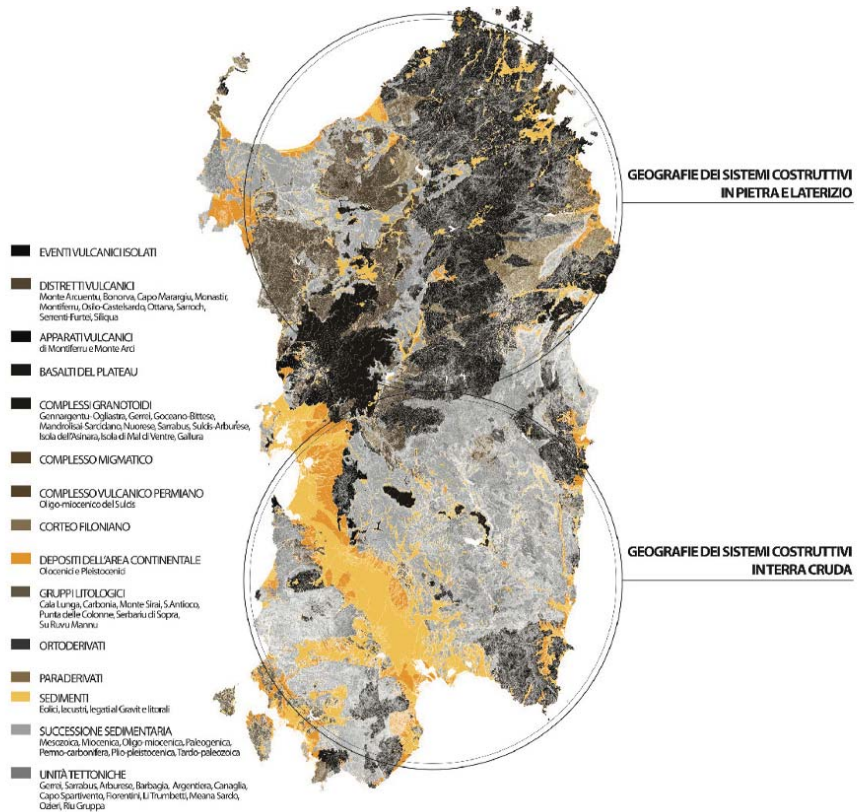 GEOGRAFIE DEI SISTEMI COSTRUTTIVI
IN PIETRA E LATERIZIO
EVENTI VULCANICI ISOLATI
DISTRETTI VULCANICI
Monte Arcuentu, Bonorva, Capo Marargiu, Monastir,
Montiferru, Osilo-Castelsardo, Ottana, Sarroch,
Serrenti-Furtei, Siliqua
APPARATI VULCANICI
di Montiferru e Monte Arci
BASALTI DEL PLATEAU
COMPLESSI GRANOTOIDI
Gennargentu-Ogliastra, Gerrei, Goceano-Bittese,
Mandrolisai-Sarcidano, Nuorese, Sarrabus, Sulcis-Arburese,
Isola dell'Asinara, Isola di Mal di Ventre, Gallura
COMPLESSO MIGMATICO
COMPLESSO VULCANICO PERMIANO
Oligo-miocenico del Sulcis
CORTEO FILONIANO
DEPOSITI DELL'AREA CONTINENTALE
Olocenici e Pleistocenici
GRUPPI LITOLOGICI
Cala Lunga, Carbonia, Monte Sirai, S.Antioco,
Punta delle Colonne, Serbariu di Sopra,
Su Ruvu Mannu
ORTODERIVATI
PARADERIVATI
SEDIMENTI
Eolici, lacustri, legati al Gravit e litorali
SUCCESSIONE SEDIMENTARIA
Mesozoica, Miocenica, Oligo-miocenica, Paleogenica,
Permo-carbonifera, Plio-pleistocenica, Tardo-paleozoica
UNITÀ TETTONICHE
Gerrei, Sarrabus, Arburese, Barbagia, Argentiera, Canaglia,
Capo Spartivento, Fiorentini, Li Trumbetti, Meana Sardo,
Ozieri, Riu Gruppa
GEOGRAFIE DEI SISTEMI COSTRUTTIVI
IN TERRA CRUDA